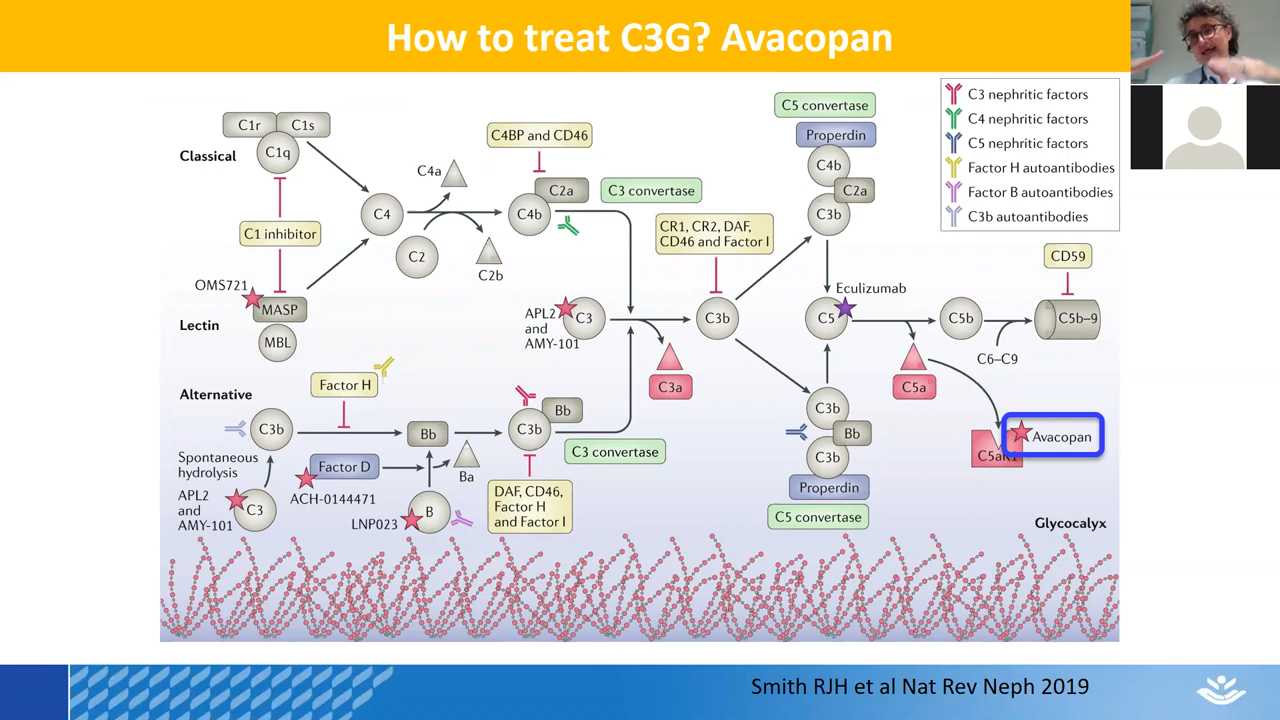 How to treat C3G? Avacopan
C3 nephritic factors
C4 nephritic factors
C5 nephritic factors
Factor H autoantibodies
Factor B autoantibodies
C3b autoantibodies
Classical
C1r
C1s
C1q
C1 inhibitor
OMS721
MASP
Lectin
MBL
C4
C4a
C2
C2b
C4BP and CD46
C2a
C4b
C3 convertase
CR1, CR2, DAF,
CD46 and Factor I
APL2
and
AMY-101
C3
C3a
C3b
C5 convertase
Properdin
C4b
C2a
C3b
Eculizumab
C5
C5a
C5b
C6–C9
CD59
C5b–9
Avacopan
C5aR1
Alternative
Factor H
C3b
Spontaneous
hydrolysis
APL2
and
AMY-101
C3
Factor D
ACH-0144471
LNP023
B
Bb
Ba
C3b
Bb
C3 convertase
DAF, CD46,
Factor H
and Factor I
C3b
Bb
C3b
Properdin
C5 convertase
Glycocalyx
Smith RJH et al Nat Rev Neph 2019